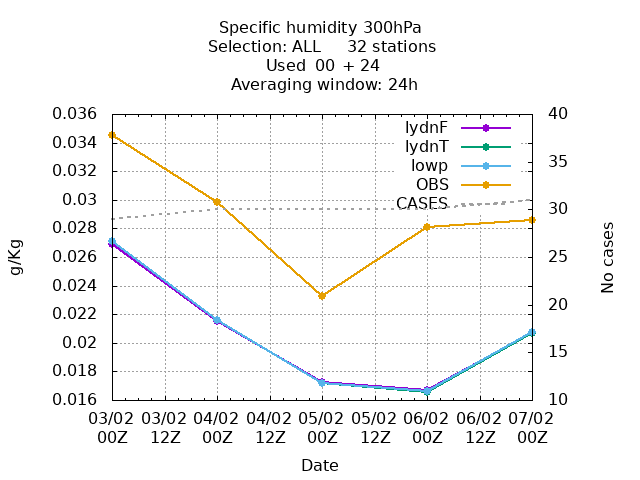 Specific humidity 300hPa
Selection: ALL 32 stations
Used 00 + 24
Averaging window: 24h
0.036
0.034
0.032
0.03
0.028
0.026
0.024
0.022
0.02
0.018
0.016
g/Kg
40
35
30
25
20
15
10
No cases
lydnF
lydnT
lowp
OBS
CASES
03/02 03/02 04/02 04/02 05/02 05/02 06/02 06/02 07/02
00Z 12Z 00Z 12Z 00Z 12Z 00Z 12Z 00Z
Date